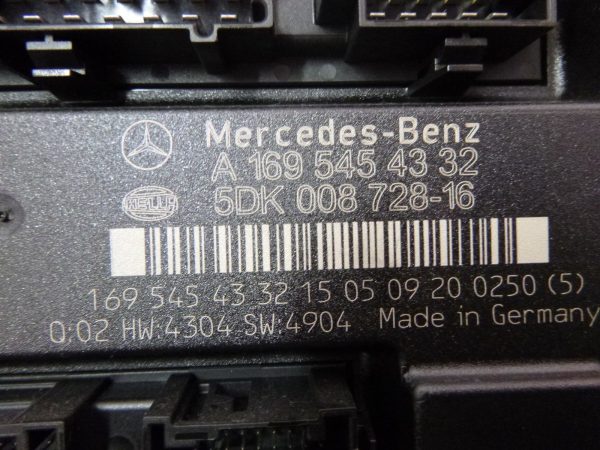 Mercedes-Benz
A 169 545 43 32
HELLA
5DK 008 728-16
169 545 43 32 15 05 09 20 0250 (5)
Q:02 HW:4304 SW:4904 Made in Germany